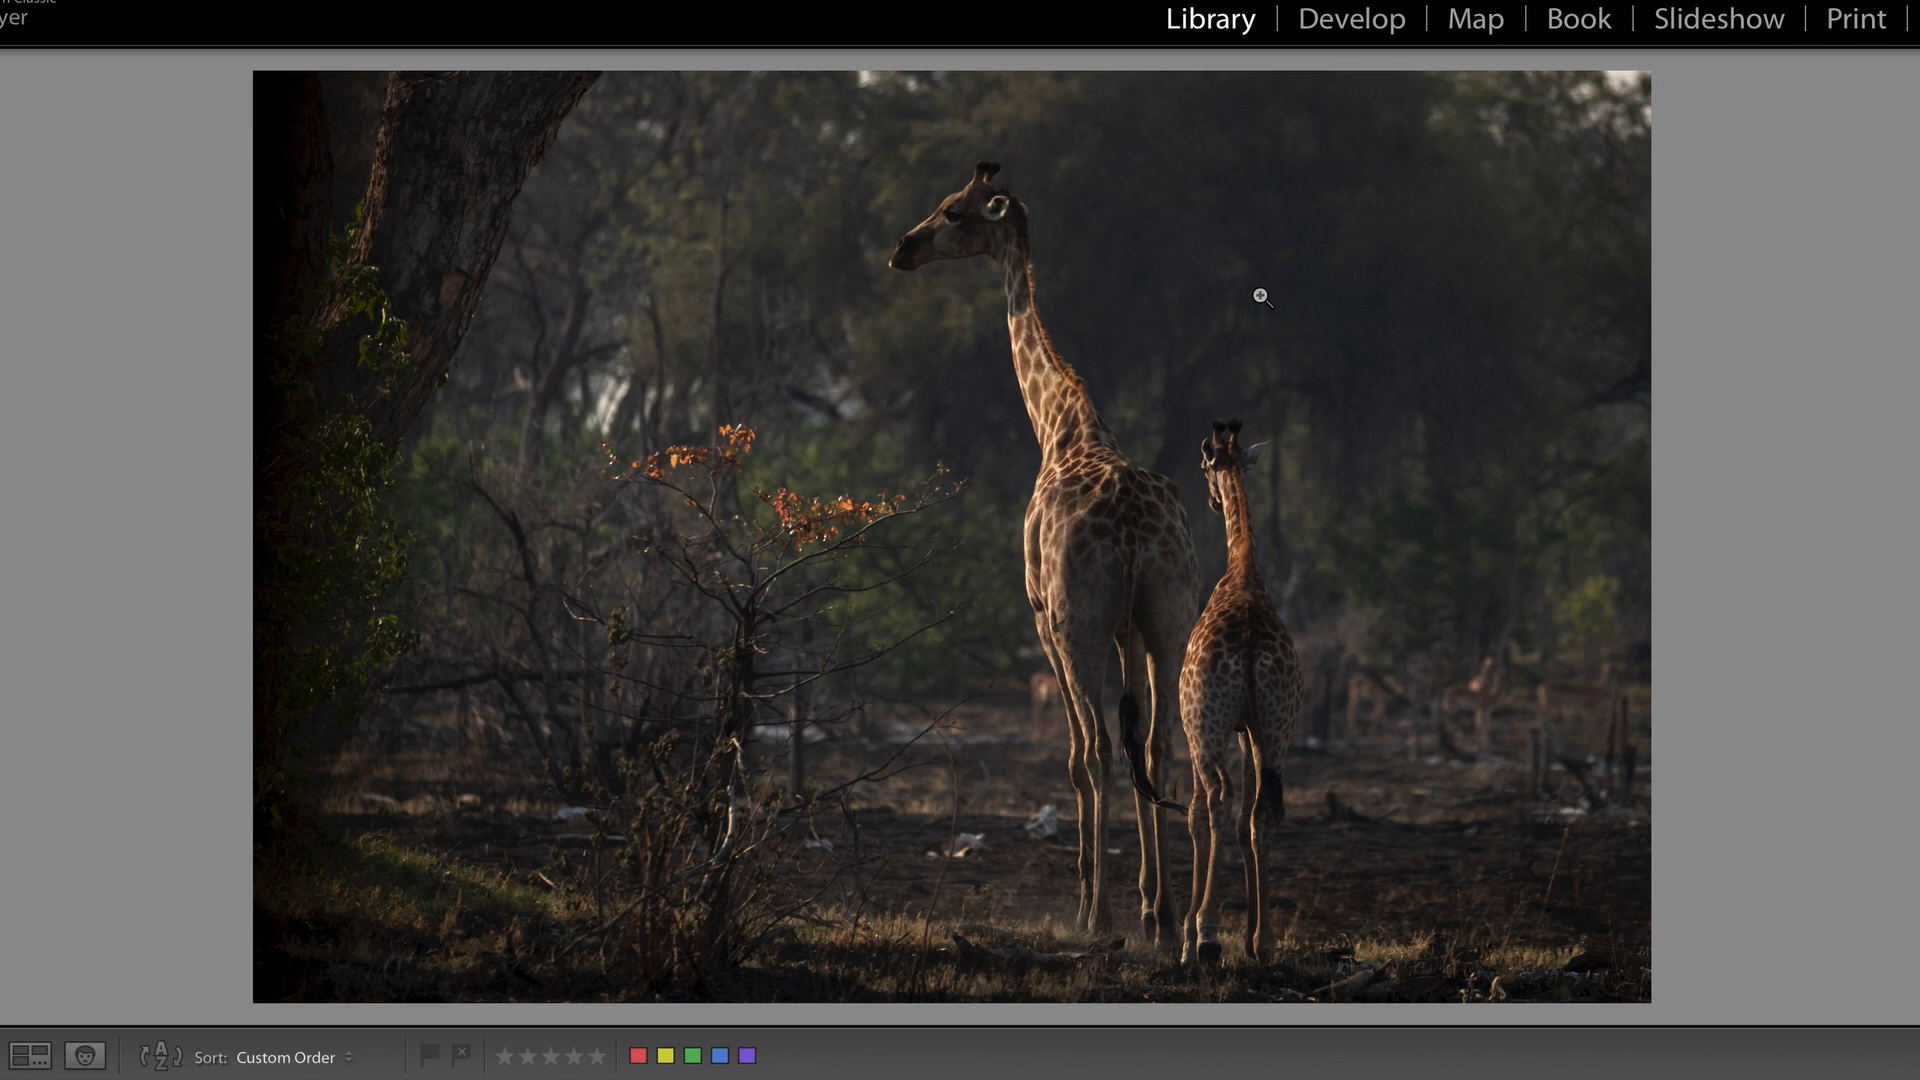 yer
Library | Develop | Map | Book | Slideshow | Print |
Sort: Custom Order